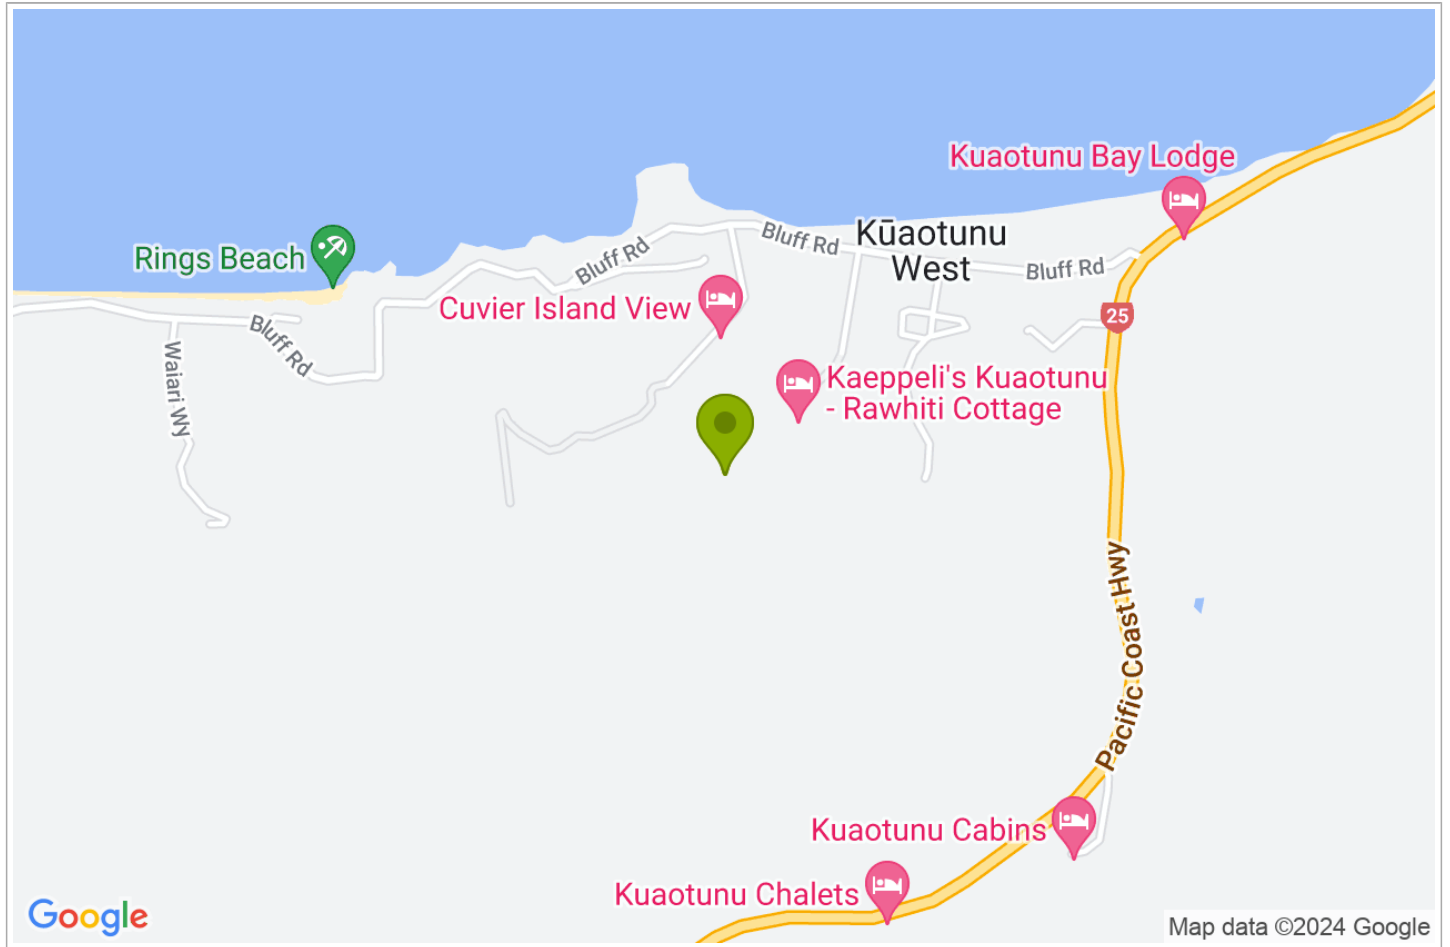 Kuaotunu Bay Lodge
Kūaotunu
West
Bluff Rd
Bluff Rd
Bluff Rd
Rings Beach
Cuvier Island View
25
Bluff Rd
Waiari Wy
Kaeppeli's Kuaotunu
- Rawhiti Cottage
Pacific Coast Hwy
Kuaotunu Cabins
Kuaotunu Chalets
Google
Map data ©2024 Google